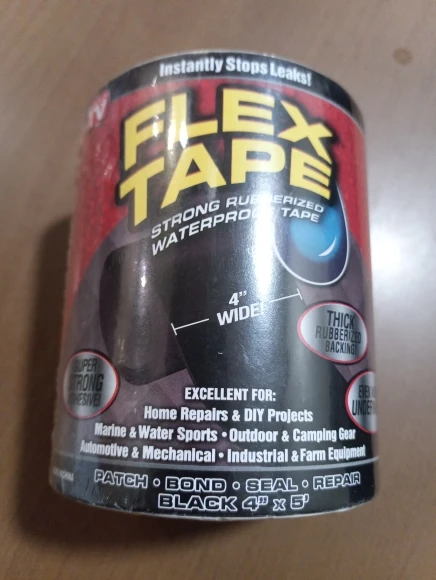 Instantly Stops Leaks!
TV
FLEX
TAPE
STRONG RUBBERIZED
WATERPROOF TAPE
4"
WIDE!
THICK
RUBBERIZED
BACKING!
SUPER
STRONG
EXCELLENT FOR:
Home Repairs & DIY Projects
Marine & Water Sports • Outdoor & Camping Gear
Automotive & Mechanical • Industrial & Farm Equipment
PATCH • BOND • SEAL • REPAIR
BLACK 4" x 5'